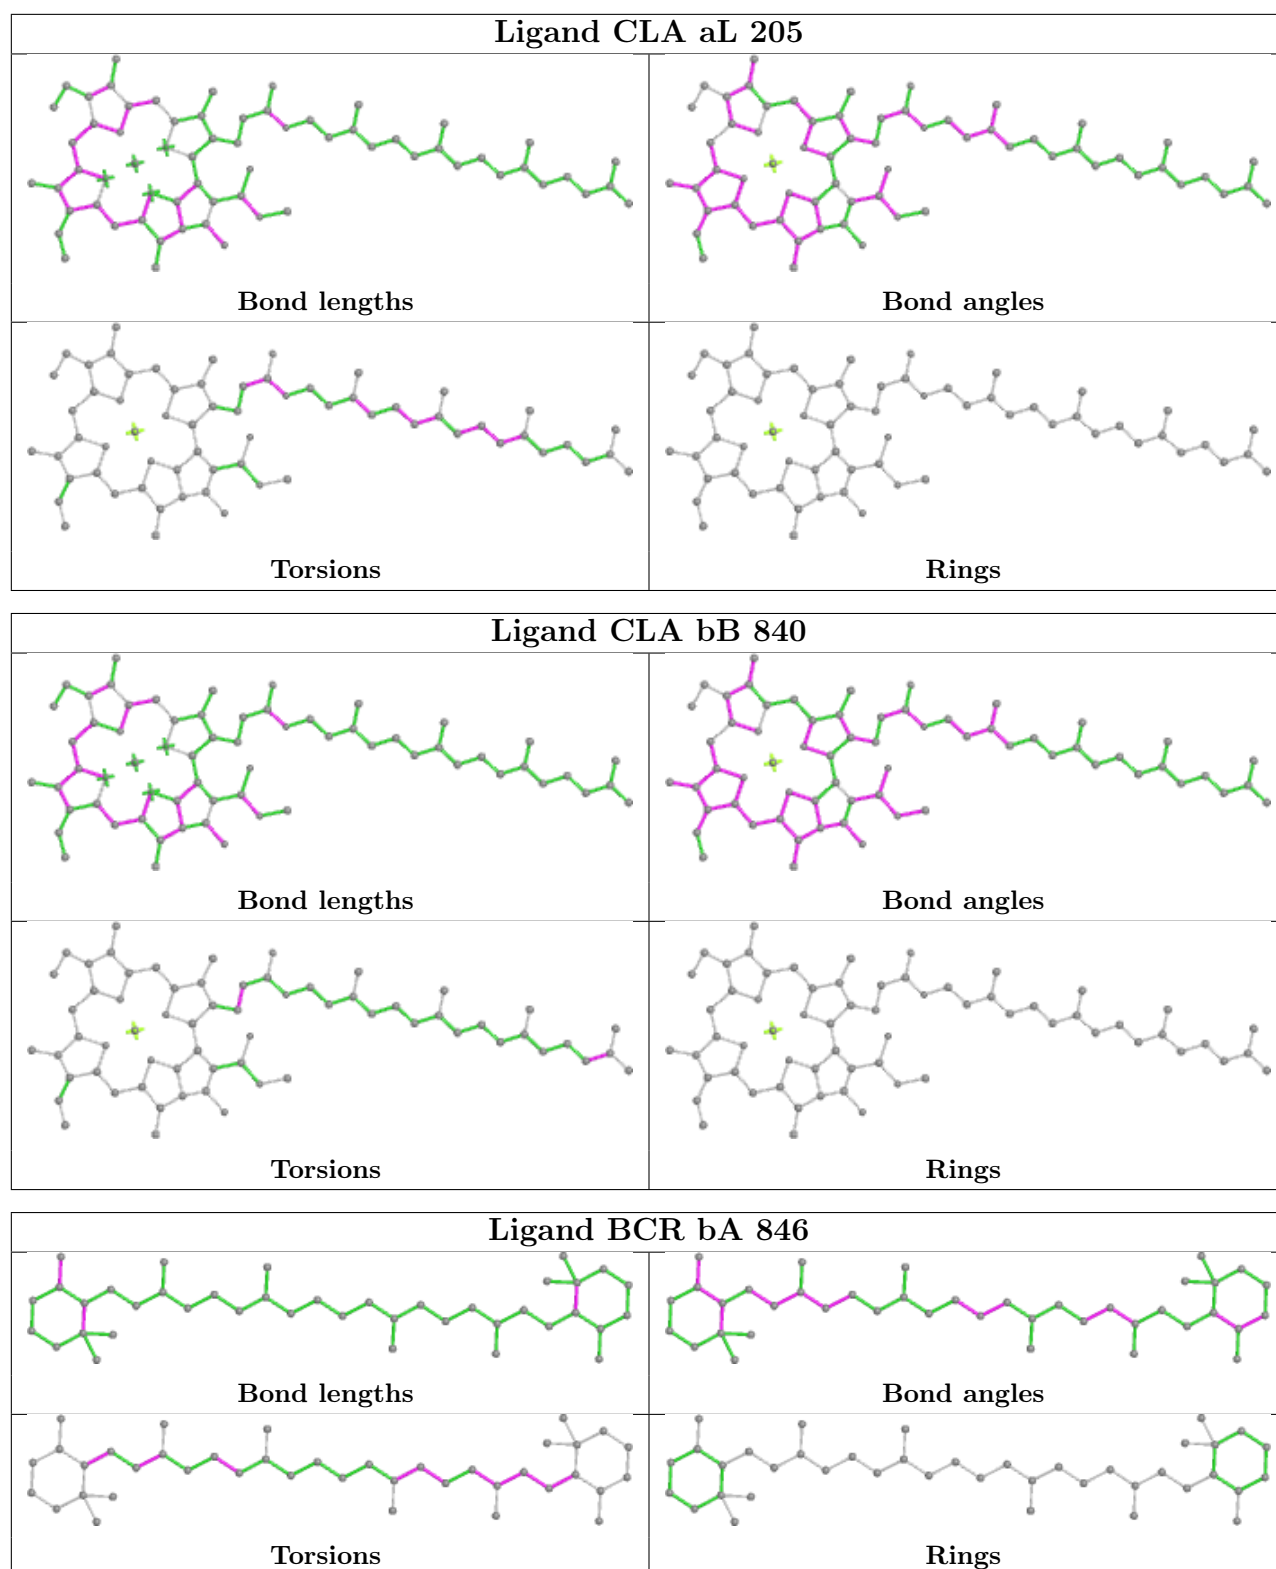 Ligand CLA aL 205
Bond lengths
Bond angles
Torsions
Rings
Ligand CLA bB 840
Bond lengths
Bond angles
Torsions
Rings
Ligand BCR bA 846
Bond lengths
Bond angles
Torsions
Rings